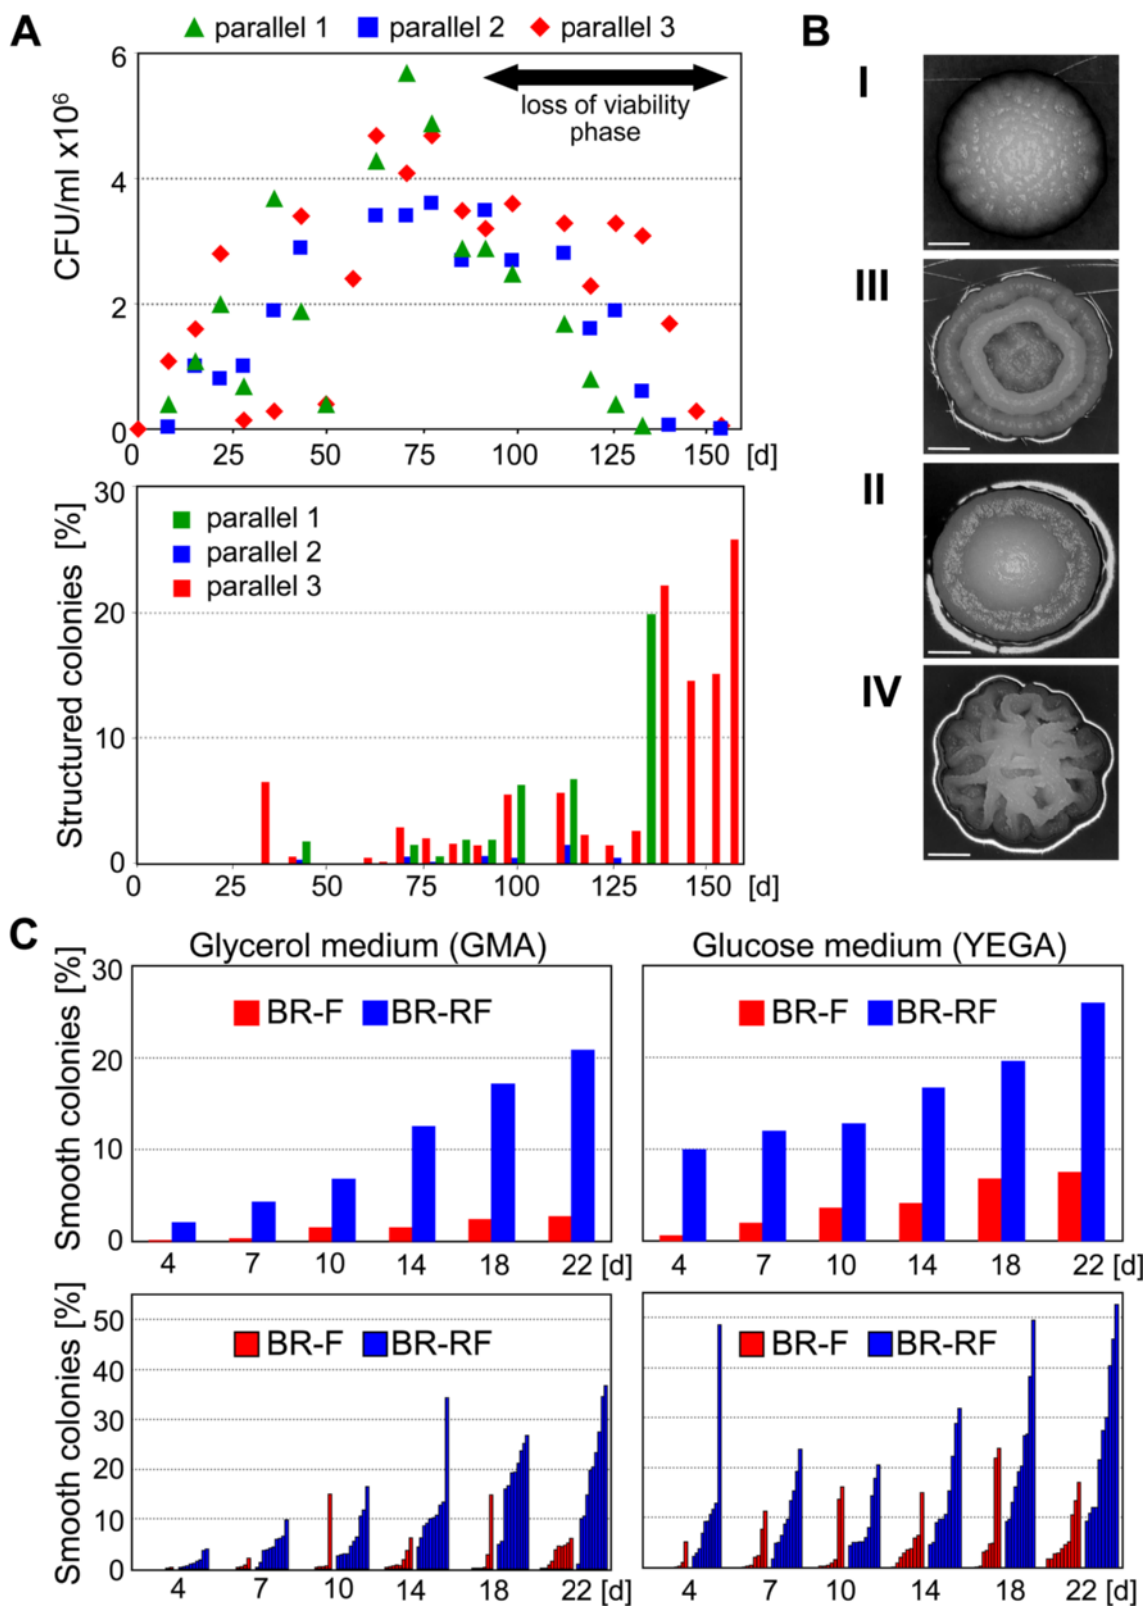 A
parallel 1 parallel 2 parallel 3
CFU/ml x10⁶
6
4
2
0
loss of viability
phase
0 25 50 75 100 125 150 [d]
Structured colonies [%]
30
20
10
0
parallel 1
parallel 2
parallel 3
0 25 50 75 100 125 150 [d]
B
I
III
II
IV
C
Glycerol medium (GMA)
Smooth colonies [%]
30
20
10
0
BR-F BR-RF
4 7 10 14 18 22 [d]
Glucose medium (YEGA)
BR-F BR-RF
4 7 10 14 18 22 [d]
Smooth colonies [%]
50
40
30
20
10
0
BR-F BR-RF
4 7 10 14 18 22 [d]
BR-F BR-RF
4 7 10 14 18 22 [d]